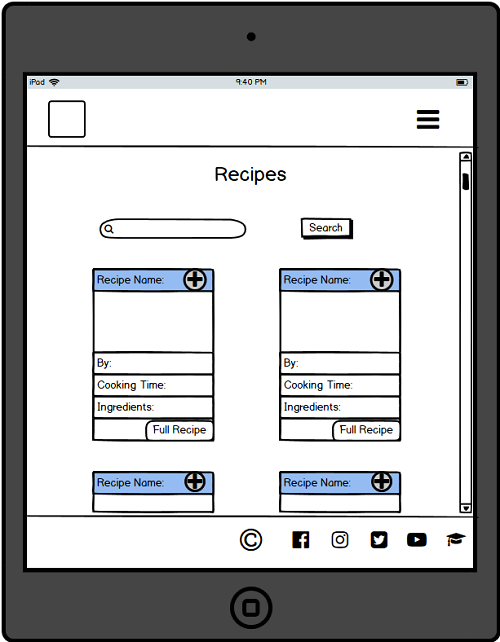 iPad 9:40 PM
Recipes
Search
Recipe Name: Recipe Name:
By: By:
Cooking Time: Cooking Time:
Ingredients: Ingredients:
Full Recipe Full Recipe
Recipe Name: Recipe Name:
©